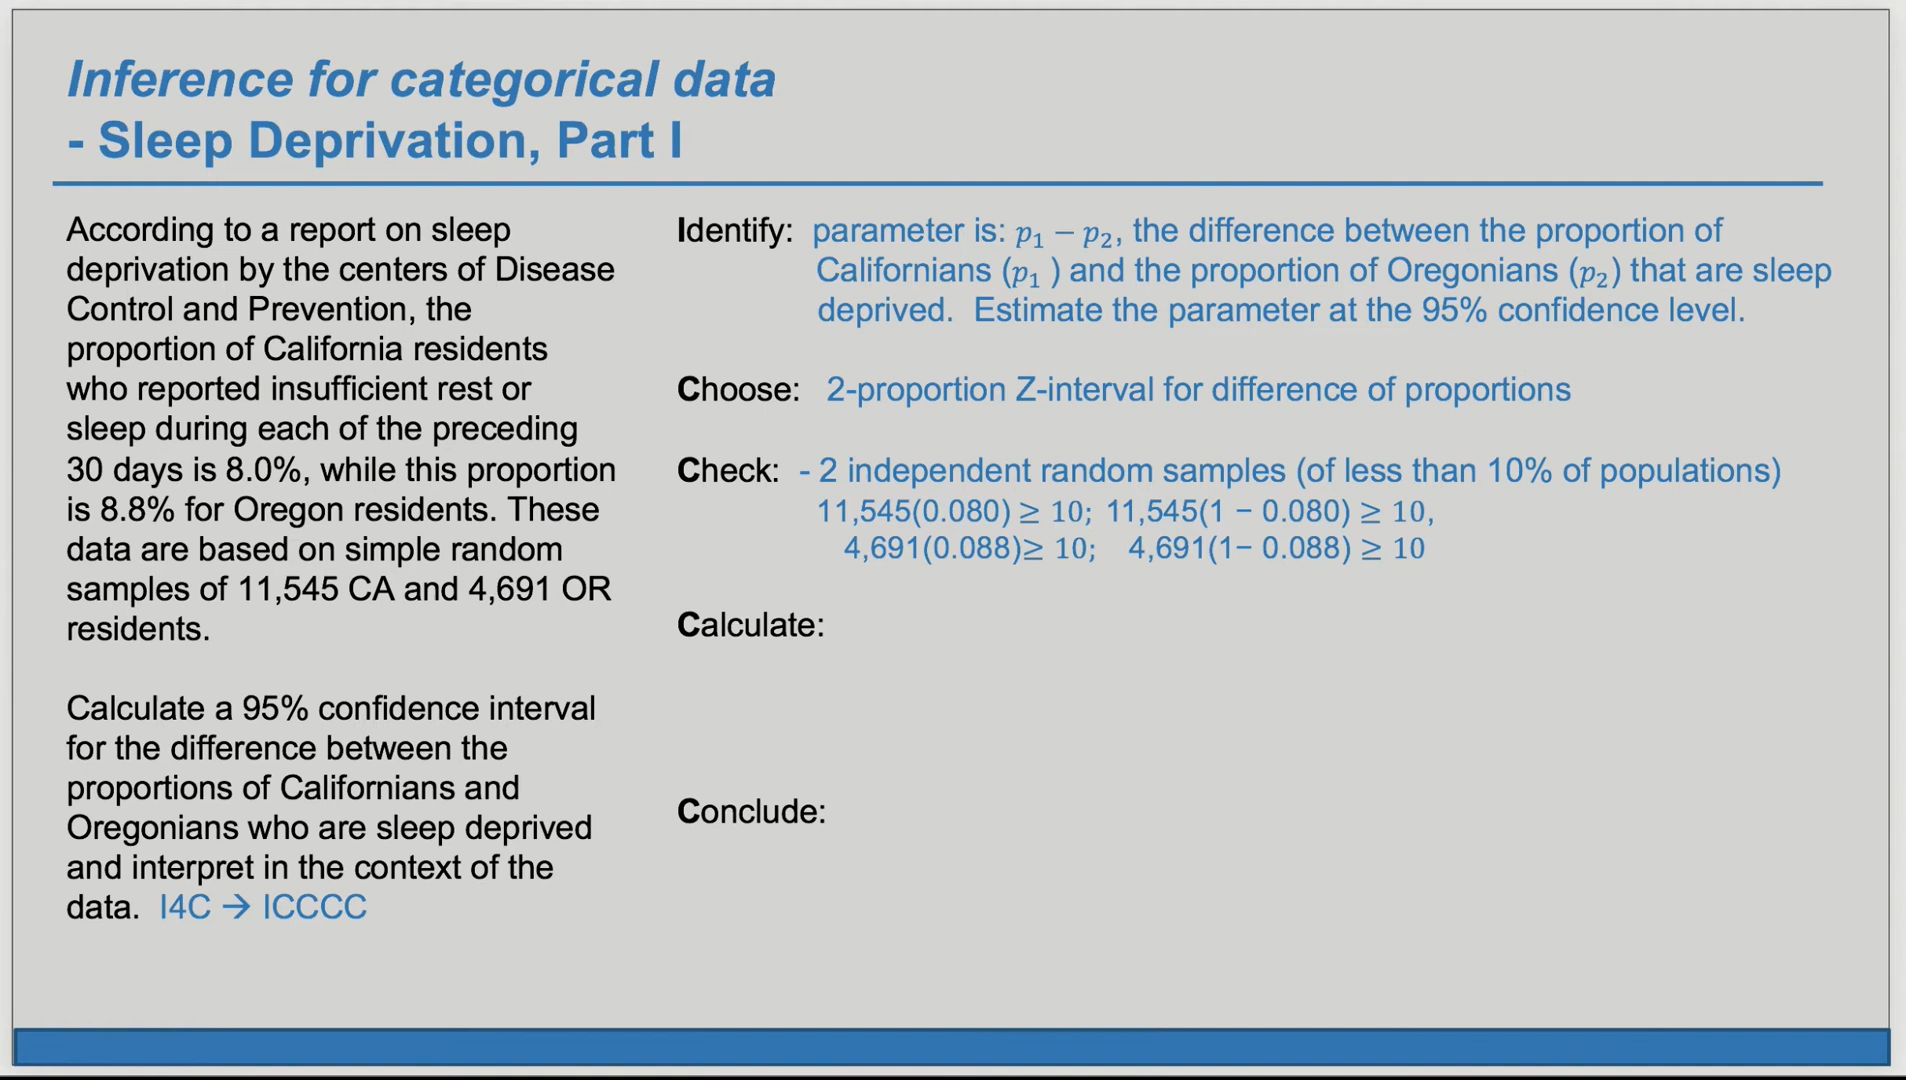 Inference for categorical data
- Sleep Deprivation, Part I
According to a report on sleep
deprivation by the centers of Disease
Control and Prevention, the
proportion of California residents
who reported insufficient rest or
sleep during each of the preceding
30 days is 8.0%, while this proportion
is 8.8% for Oregon residents. These
data are based on simple random
samples of 11,545 CA and 4,691 OR
residents.
Calculate a 95% confidence interval
for the difference between the
proportions of Californians and
Oregonians who are sleep deprived
and interpret in the context of the
data. I4C → ICCCC
Identify: parameter is: p₁ − p₂, the difference between the proportion of
Californians (p₁ ) and the proportion of Oregonians (p₂) that are sleep
deprived. Estimate the parameter at the 95% confidence level.
Choose: 2-proportion Z-interval for difference of proportions
Check: - 2 independent random samples (of less than 10% of populations)
11,545(0.080) ≥ 10; 11,545(1 − 0.080) ≥ 10,
4,691(0.088)≥ 10; 4,691(1− 0.088) ≥ 10
Calculate:
Conclude: